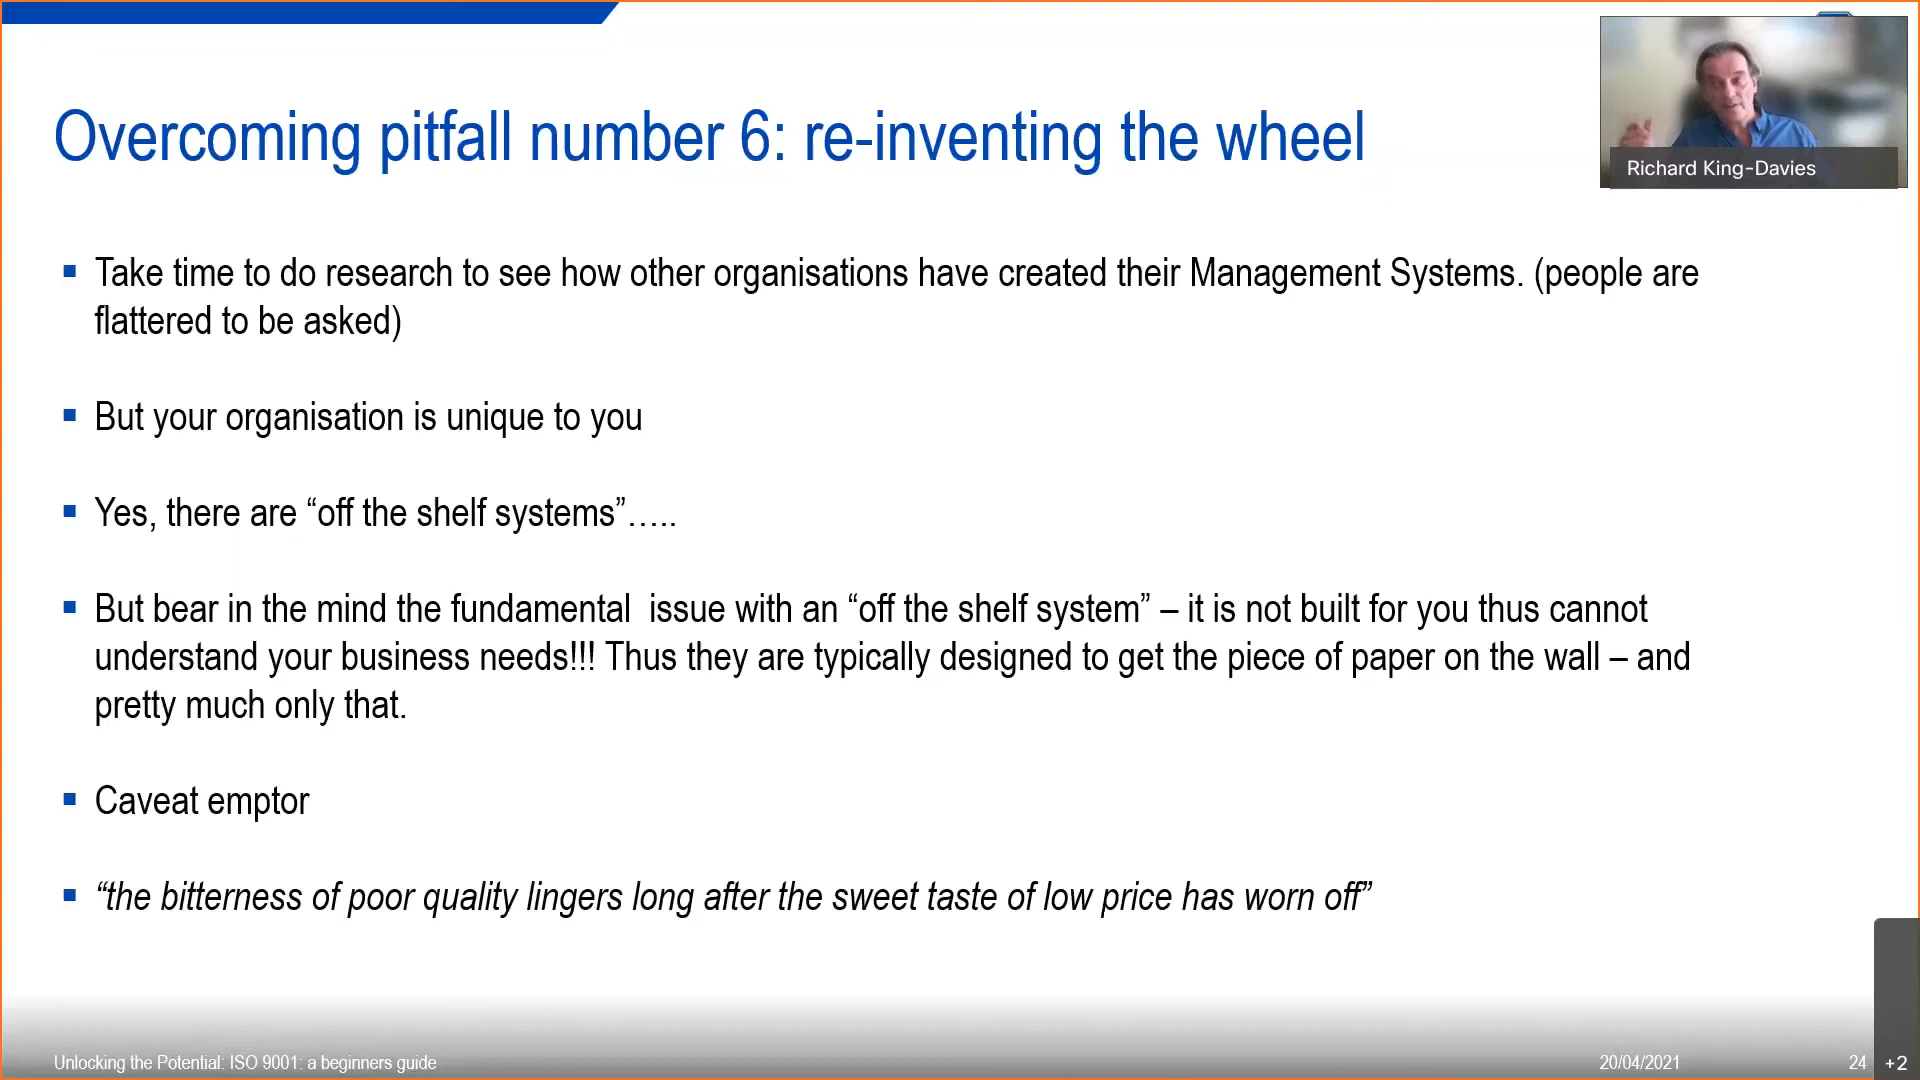 Overcoming pitfall number 6: re-inventing the wheel
Richard King-Davies
▪ Take time to do research to see how other organisations have created their Management Systems. (people are
flattered to be asked)
▪ But your organisation is unique to you
▪ Yes, there are “off the shelf systems”…..
▪ But bear in the mind the fundamental  issue with an “off the shelf system” – it is not built for you thus cannot
understand your business needs!!! Thus they are typically designed to get the piece of paper on the wall – and
pretty much only that.
▪ Caveat emptor
▪ “the bitterness of poor quality lingers long after the sweet taste of low price has worn off”
Unlocking the Potential: ISO 9001: a beginners guide
20/04/2021
24
+2